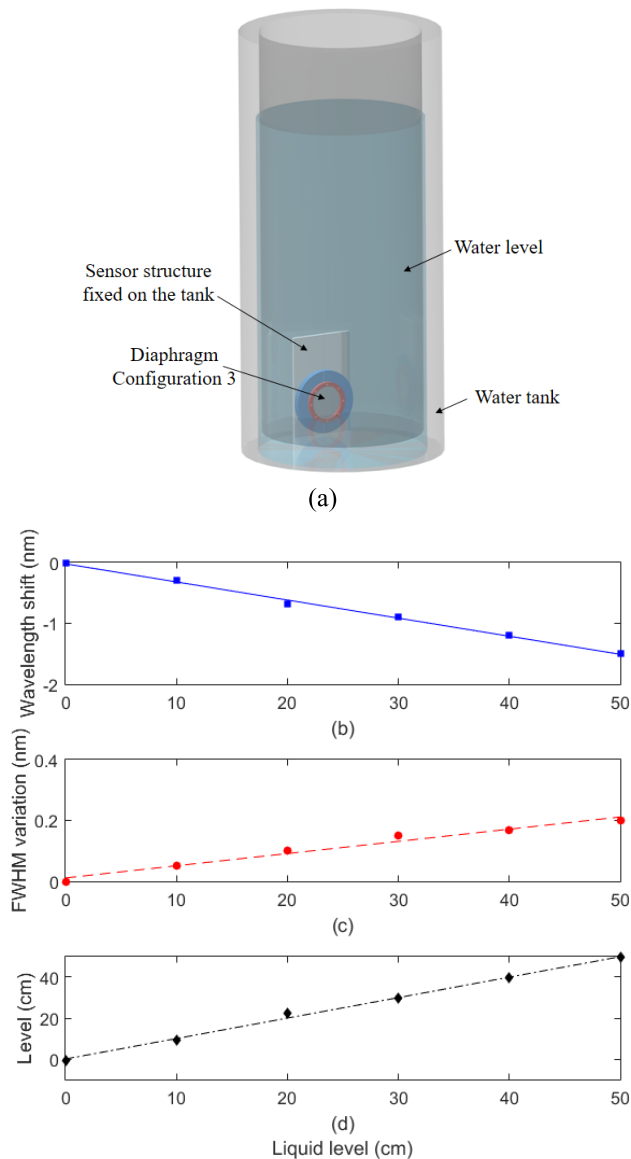 Water level
Sensor structure
fixed on the tank
Diaphragm
Configuration 3
Water tank
(a)
Wavelength shift (nm)
0
-1
-2
0 10 20 30 40 50
(b)
FWHM variation (nm)
0.4
0.2
0
0 10 20 30 40 50
(c)
Level (cm)
40
20
0
0 10 20 30 40 50
(d)
Liquid level (cm)